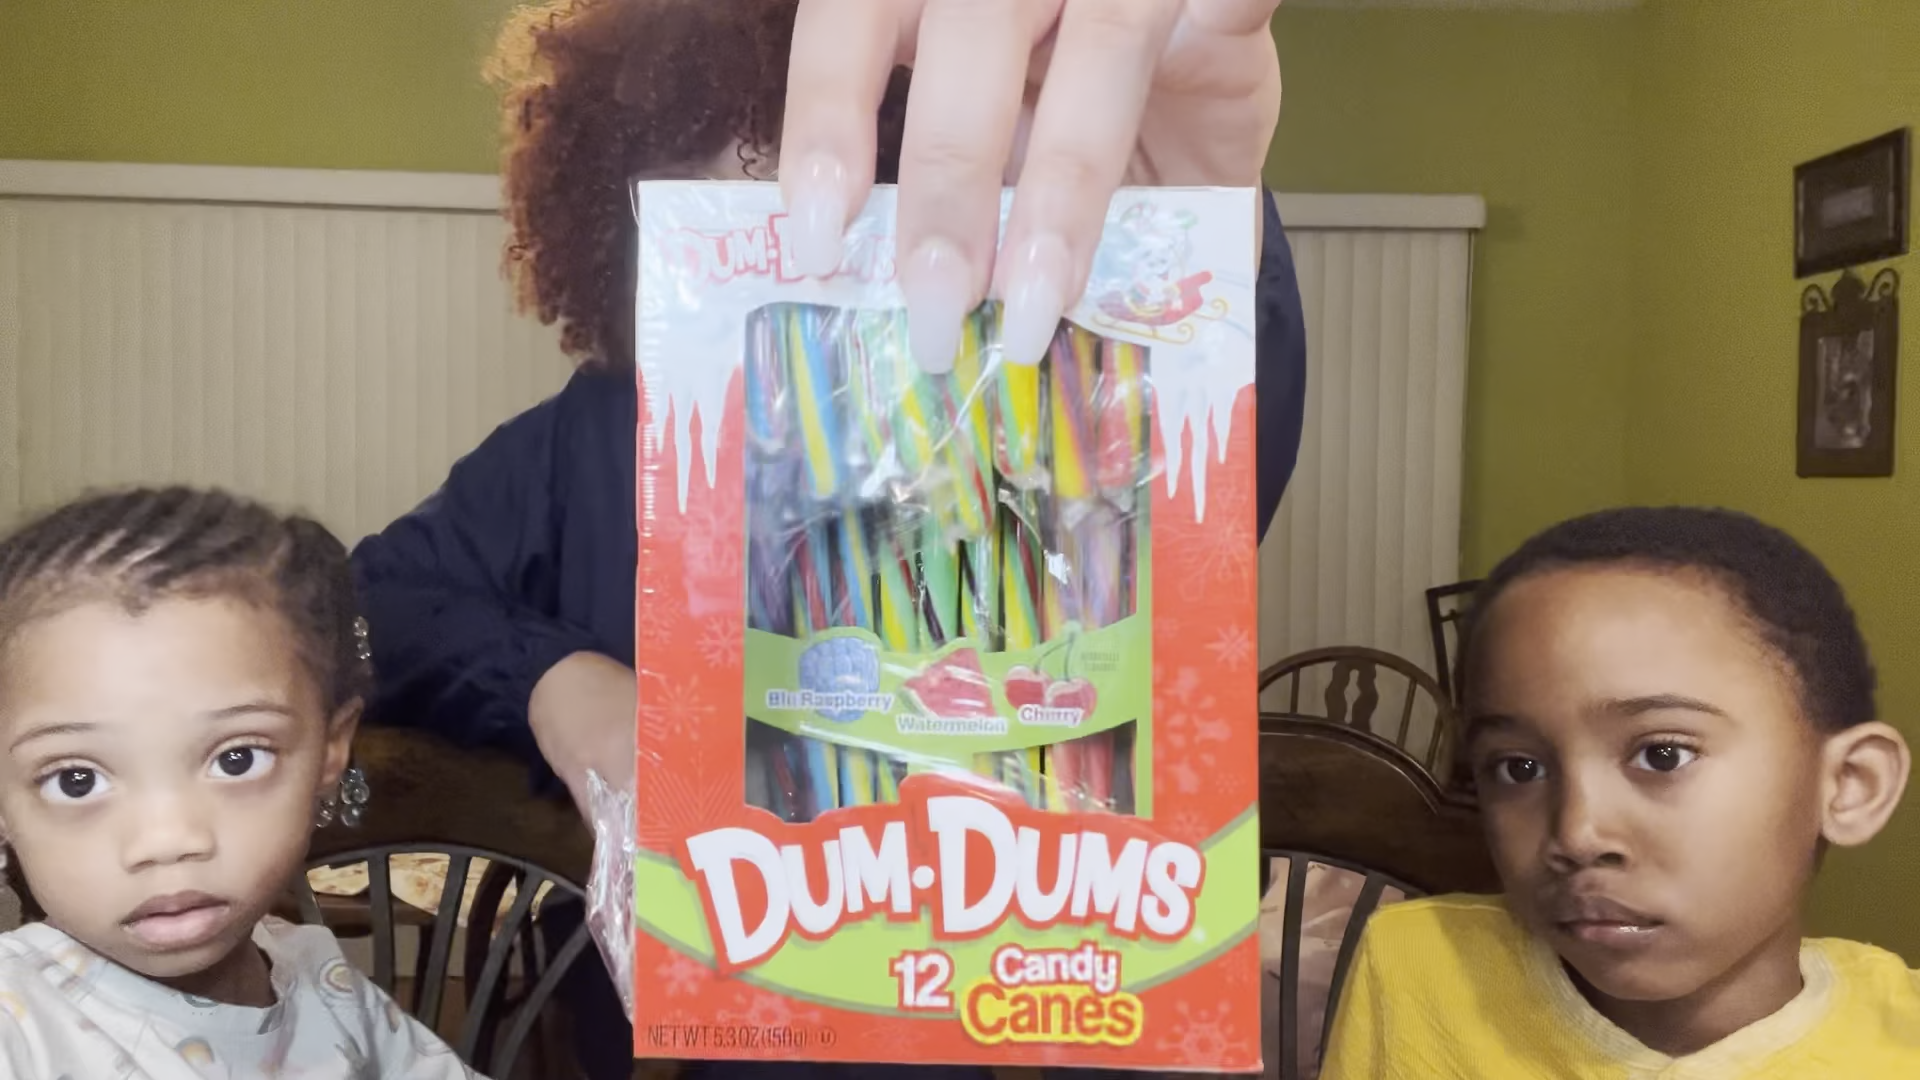 DUM-DUMS
Blu Raspberry
Watermelon
Cherry
DUM·DUMS
12 Candy
Canes
NET WT 5.3 OZ (150g) U